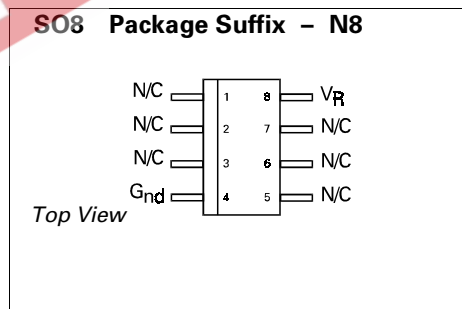 SO8 Package Suffix – N8
N/C 1 8 VR
N/C 2 7 N/C
N/C 3 6 N/C
Gnd 4 5 N/C
Top View